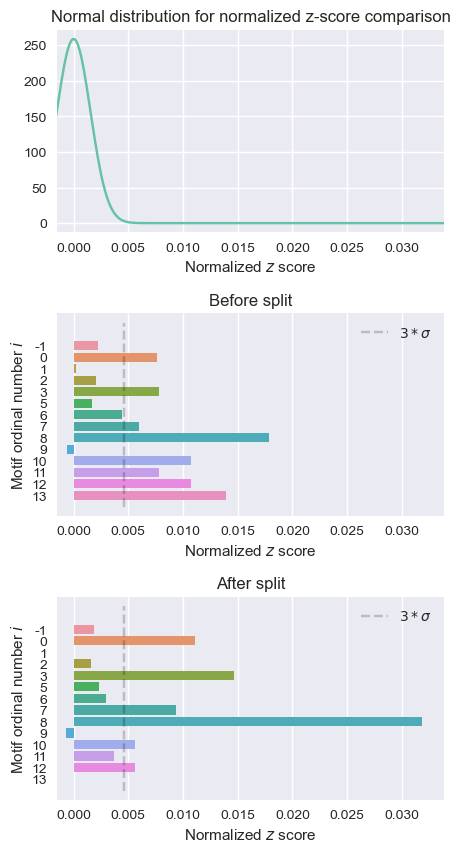 Normal distribution for normalized z-score comparison
250
200
150
100
50
0
0.000 0.005 0.010 0.015 0.020 0.025 0.030
Normalized z score
Before split
3 * σ
Motif ordinal number i
-1
0
1
2
3
5
6
7
8
9
10
11
12
13
0.000 0.005 0.010 0.015 0.020 0.025 0.030
Normalized z score
After split
3 * σ
Motif ordinal number i
-1
0
1
2
3
5
6
7
8
9
10
11
12
13
0.000 0.005 0.010 0.015 0.020 0.025 0.030
Normalized z score